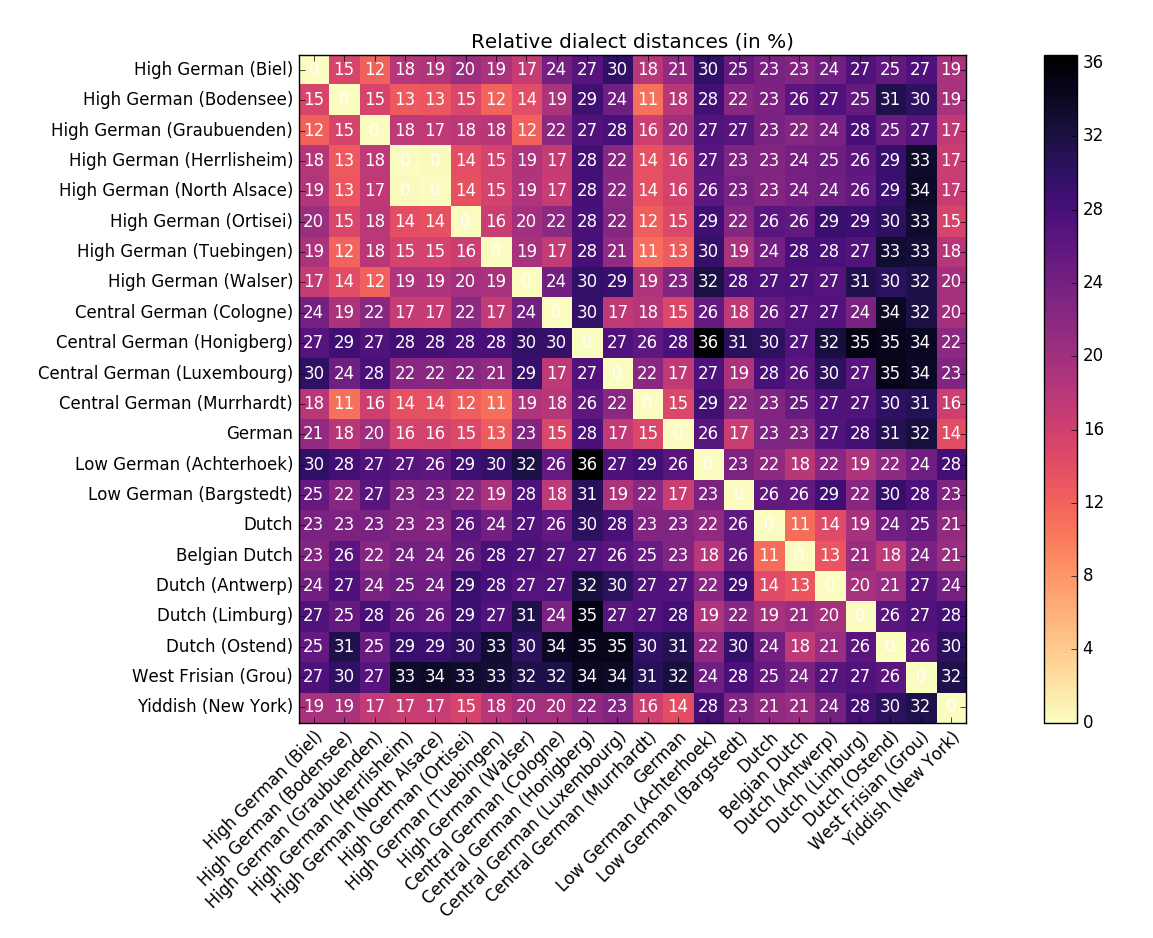 Relative dialect distances (in %)
High German (Biel) 0 15 12 18 19 20 19 17 24 27 30 18 21 30 25 23 23 24 27 25 27 19
High German (Bodensee) 15 0 15 13 13 15 12 14 19 29 24 11 18 28 22 23 26 27 25 31 30 19
High German (Graubuenden) 12 15 0 18 17 18 18 12 22 27 28 16 20 27 27 23 22 24 28 25 27 17
High German (Herrlisheim) 18 13 18 0 0 14 15 19 17 28 22 14 16 27 23 23 24 25 26 29 33 17
High German (North Alsace) 19 13 17 0 0 14 15 19 17 28 22 14 16 26 23 23 24 24 26 29 34 17
High German (Ortisei) 20 15 18 14 14 0 16 20 22 28 22 12 15 29 22 26 26 29 29 30 33 15
High German (Tuebingen) 19 12 18 15 15 16 0 19 17 28 21 11 13 30 19 24 28 28 27 33 33 18
High German (Walser) 17 14 12 19 19 20 19 0 24 30 29 19 23 32 28 27 27 27 31 30 32 20
Central German (Cologne) 24 19 22 17 17 22 17 24 0 30 17 18 15 26 18 26 27 27 24 34 32 20
Central German (Honigberg) 27 29 27 28 28 28 28 30 30 0 27 26 28 36 31 30 27 32 35 35 34 22
Central German (Luxembourg) 30 24 28 22 22 22 21 29 17 27 0 22 17 27 19 28 26 30 27 35 34 23
Central German (Murrhardt) 18 11 16 14 14 12 11 19 18 26 22 0 15 29 22 23 25 27 27 30 31 16
German 21 18 20 16 16 15 13 23 15 28 17 15 0 26 17 23 23 27 28 31 32 14
Low German (Achterhoek) 30 28 27 27 26 29 30 32 26 36 27 29 26 0 23 22 18 22 19 22 24 28
Low German (Bargstedt) 25 22 27 23 23 22 19 28 18 31 19 22 17 23 0 26 26 29 22 30 28 23
Dutch 23 23 23 23 23 26 24 27 26 30 28 23 23 22 26 0 11 14 19 24 25 21
Belgian Dutch 23 26 22 24 24 26 28 27 27 27 26 25 23 18 26 11 0 13 21 18 24 21
Dutch (Antwerp) 24 27 24 25 24 29 28 27 27 32 30 27 27 22 29 14 13 0 20 21 27 24
Dutch (Limburg) 27 25 28 26 26 29 27 31 24 35 27 27 28 19 22 19 21 20 0 26 27 28
Dutch (Ostend) 25 31 25 29 29 30 33 30 34 35 35 30 31 22 30 24 18 21 26 0 26 30
West Frisian (Grou) 27 30 27 33 34 33 33 32 32 34 34 31 32 24 28 25 24 27 27 26 0 32
Yiddish (New York) 19 19 17 17 17 15 18 20 20 22 23 16 14 28 23 21 21 24 28 30 32 0
High German (Biel)
High German (Bodensee)
High German (Graubuenden)
High German (Herrlisheim)
High German (North Alsace)
High German (Ortisei)
High German (Tuebingen)
High German (Walser)
Central German (Cologne)
Central German (Honigberg)
Central German (Luxembourg)
Central German (Murrhardt)
German
Low German (Achterhoek)
Low German (Bargstedt)
Dutch
Belgian Dutch
Dutch (Antwerp)
Dutch (Limburg)
Dutch (Ostend)
West Frisian (Grou)
Yiddish (New York)
36
32
28
24
20
16
12
8
4
0